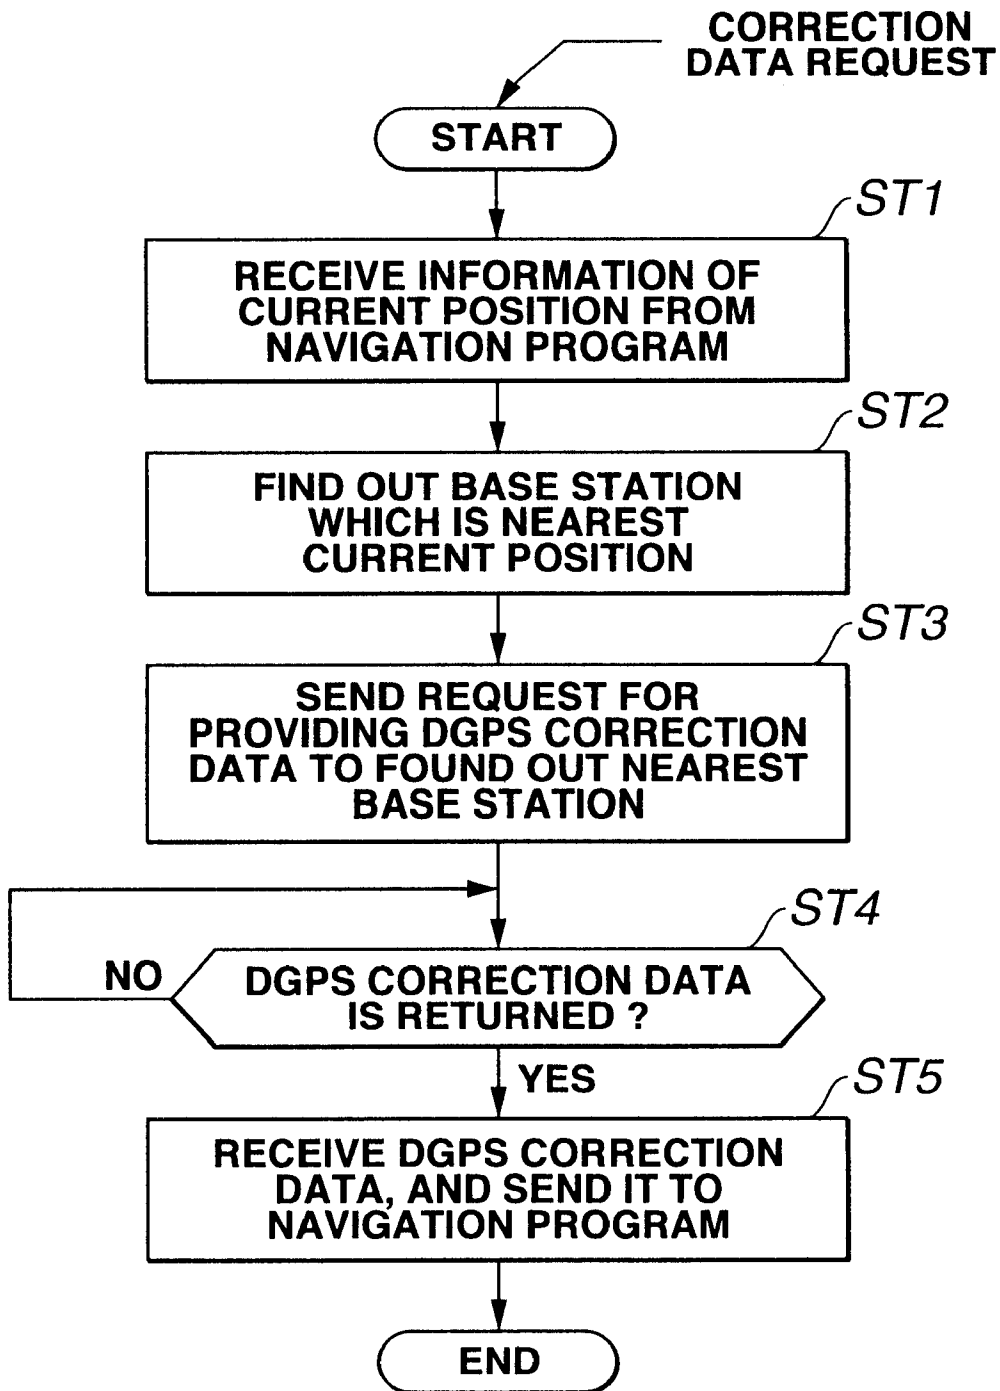 CORRECTION
DATA REQUEST
START
ST1
RECEIVE INFORMATION OF
CURRENT POSITION FROM
NAVIGATION PROGRAM
ST2
FIND OUT BASE STATION
WHICH IS NEAREST
CURRENT POSITION
ST3
SEND REQUEST FOR
PROVIDING DGPS CORRECTION
DATA TO FOUND OUT NEAREST
BASE STATION
ST4
NO
DGPS CORRECTION DATA
IS RETURNED ?
YES
ST5
RECEIVE DGPS CORRECTION
DATA, AND SEND IT TO
NAVIGATION PROGRAM
END